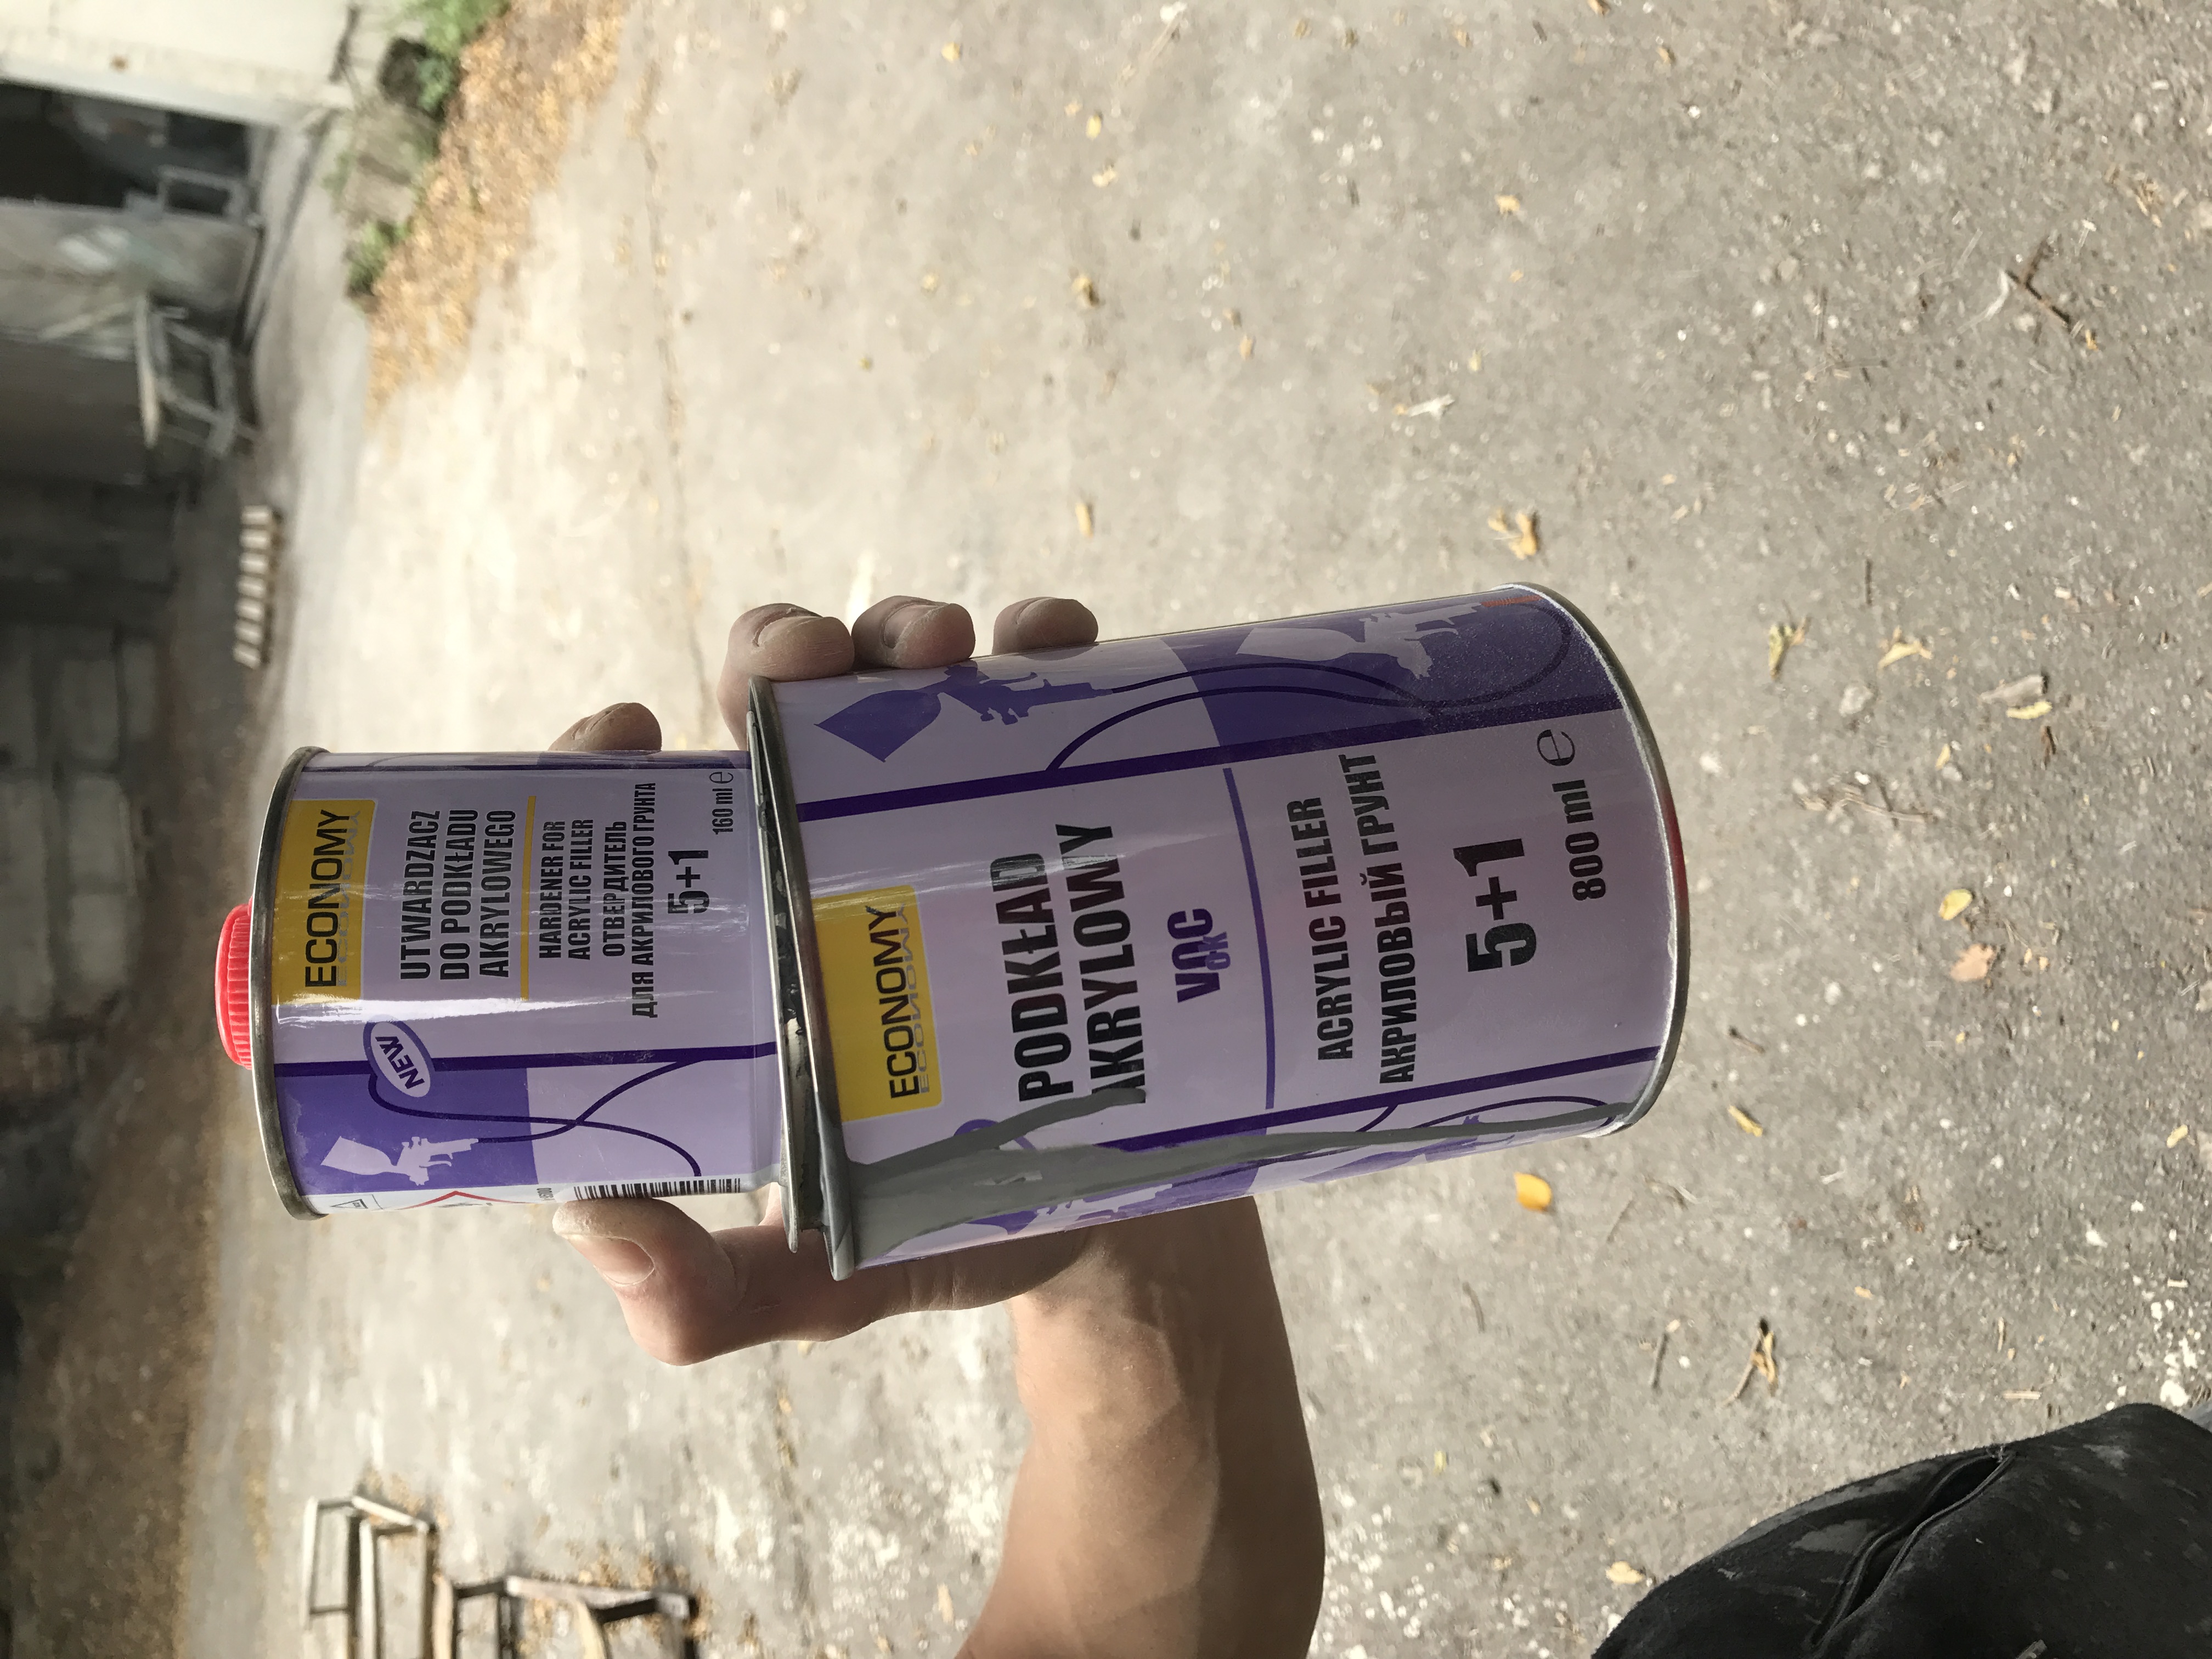 ECONOMY
UTWARDZACZ
DO PODKŁADU
AKRYLOWEGO
HARDENER FOR
ACRYLIC FILLER
ОТВЕРДИТЕЛЬ
ДЛЯ АКРИЛОВОГО ГРУНТА
5+1
160 ml ℮
NEW
ECONOMY
PODKŁAD
AKRYLOWY
VOC
OK
ACRYLIC FILLER
АКРИЛОВЫЙ ГРУНТ
5+1
800 ml ℮